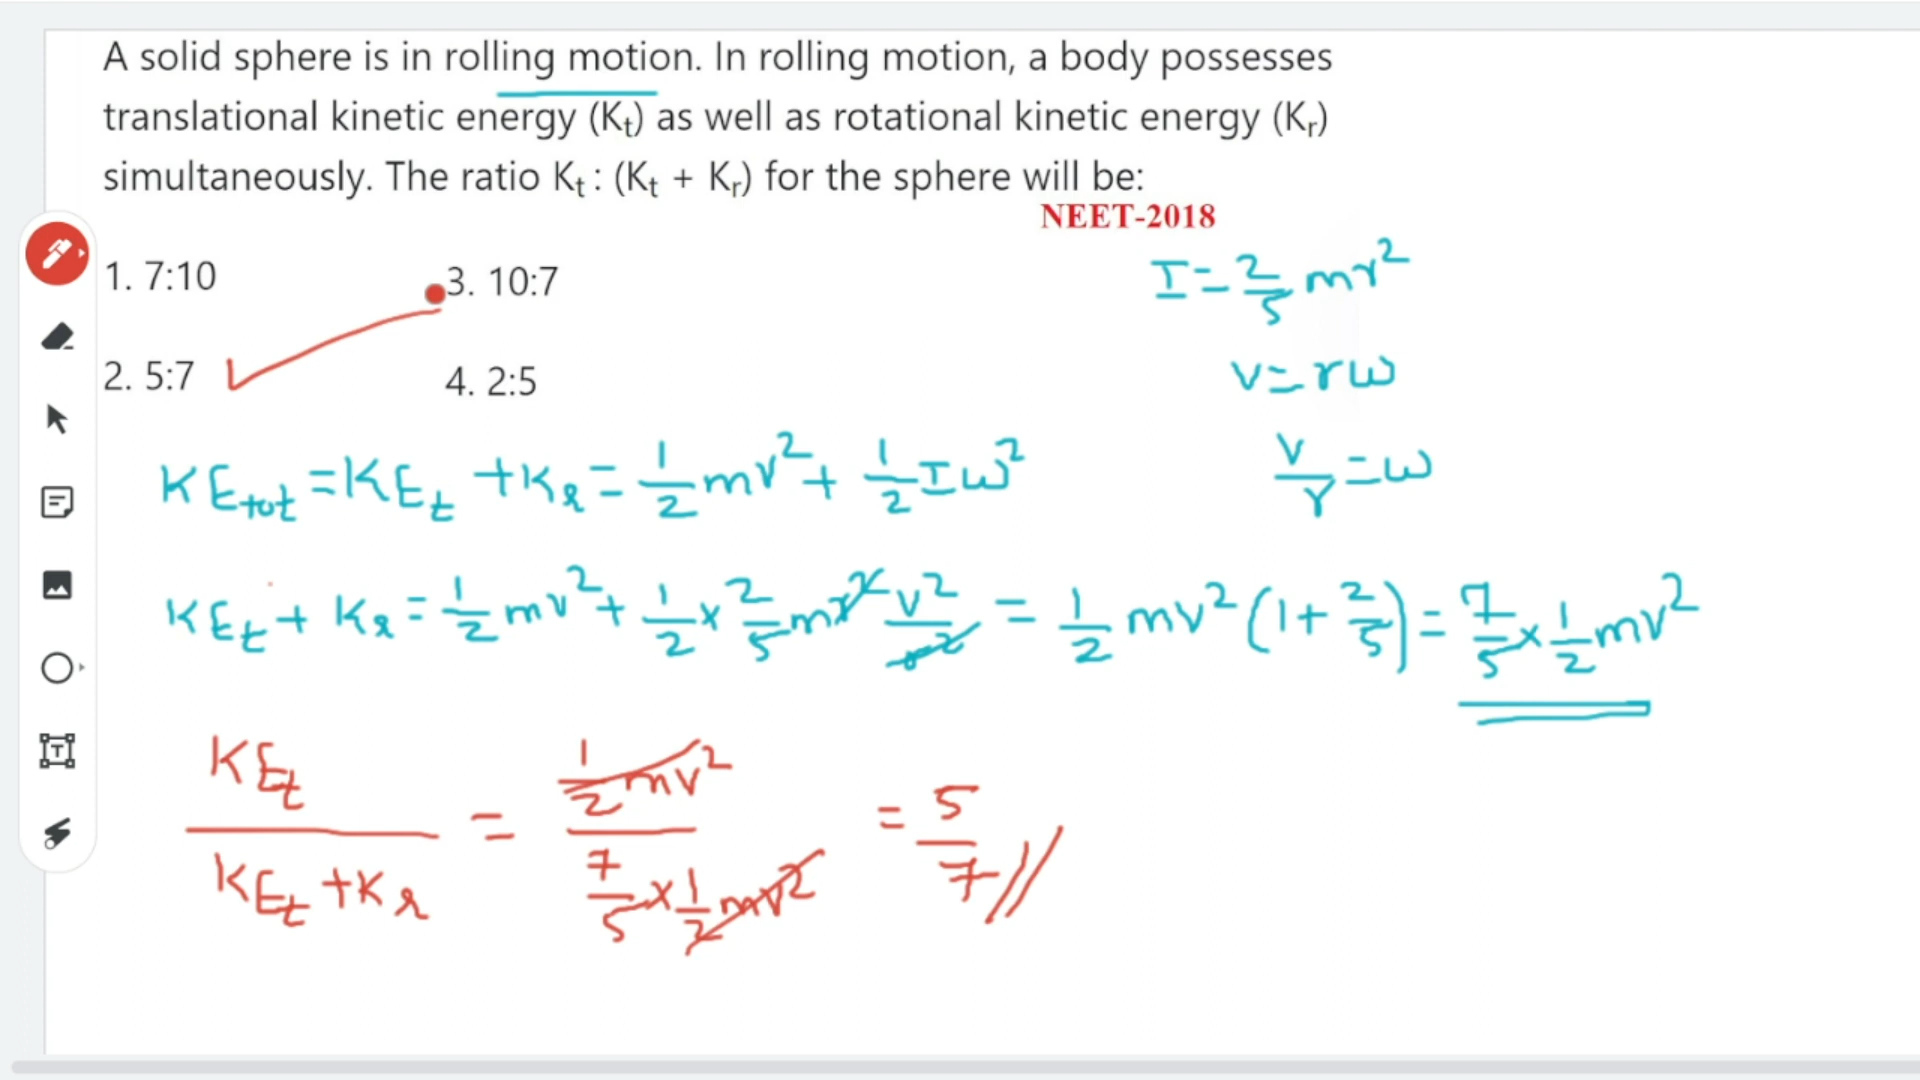 A solid sphere is in rolling motion. In rolling motion, a body possesses
translational kinetic energy (Kt) as well as rotational kinetic energy (Kr)
simultaneously. The ratio Kt : (Kt + Kr) for the sphere will be:
NEET-2018
1. 7:10
3. 10:7
2. 5:7
4. 2:5
I = 2/5 mr²
v = rω
v/r = ω
KEtot = KEt + Kr = 1/2 mv² + 1/2 Iω²
KEt + Kr = 1/2 mv² + 1/2 × 2/5 mr² v²/r² = 1/2 mv² (1 + 2/5) = 7/5 × 1/2 mv²
KEt / KEt + Kr = 1/2 mv² / 7/5 × 1/2 mv² = 5/7 //